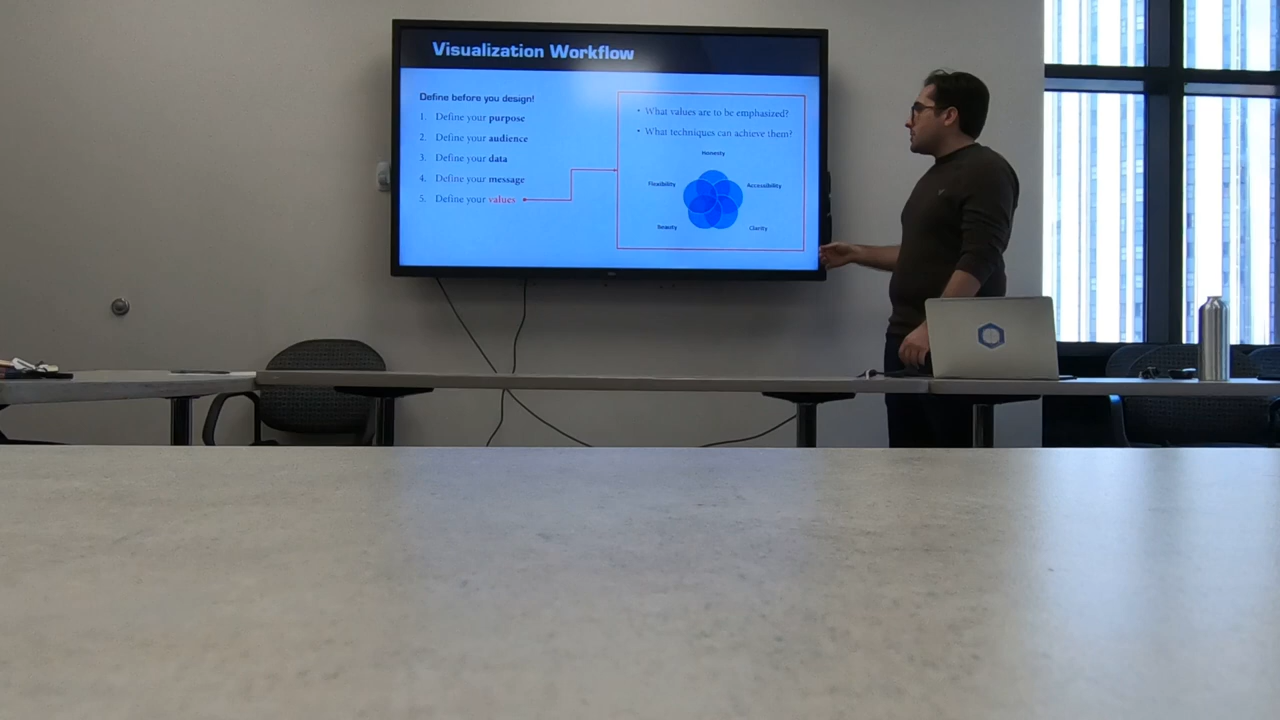 Visualization Workflow
Define before you design!
1. Define your purpose
2. Define your audience
3. Define your data
4. Define your message
5. Define your values
• What values are to be emphasized?
• What techniques can achieve them?
Honesty
Flexibility
Accessibility
Beauty
Clarity